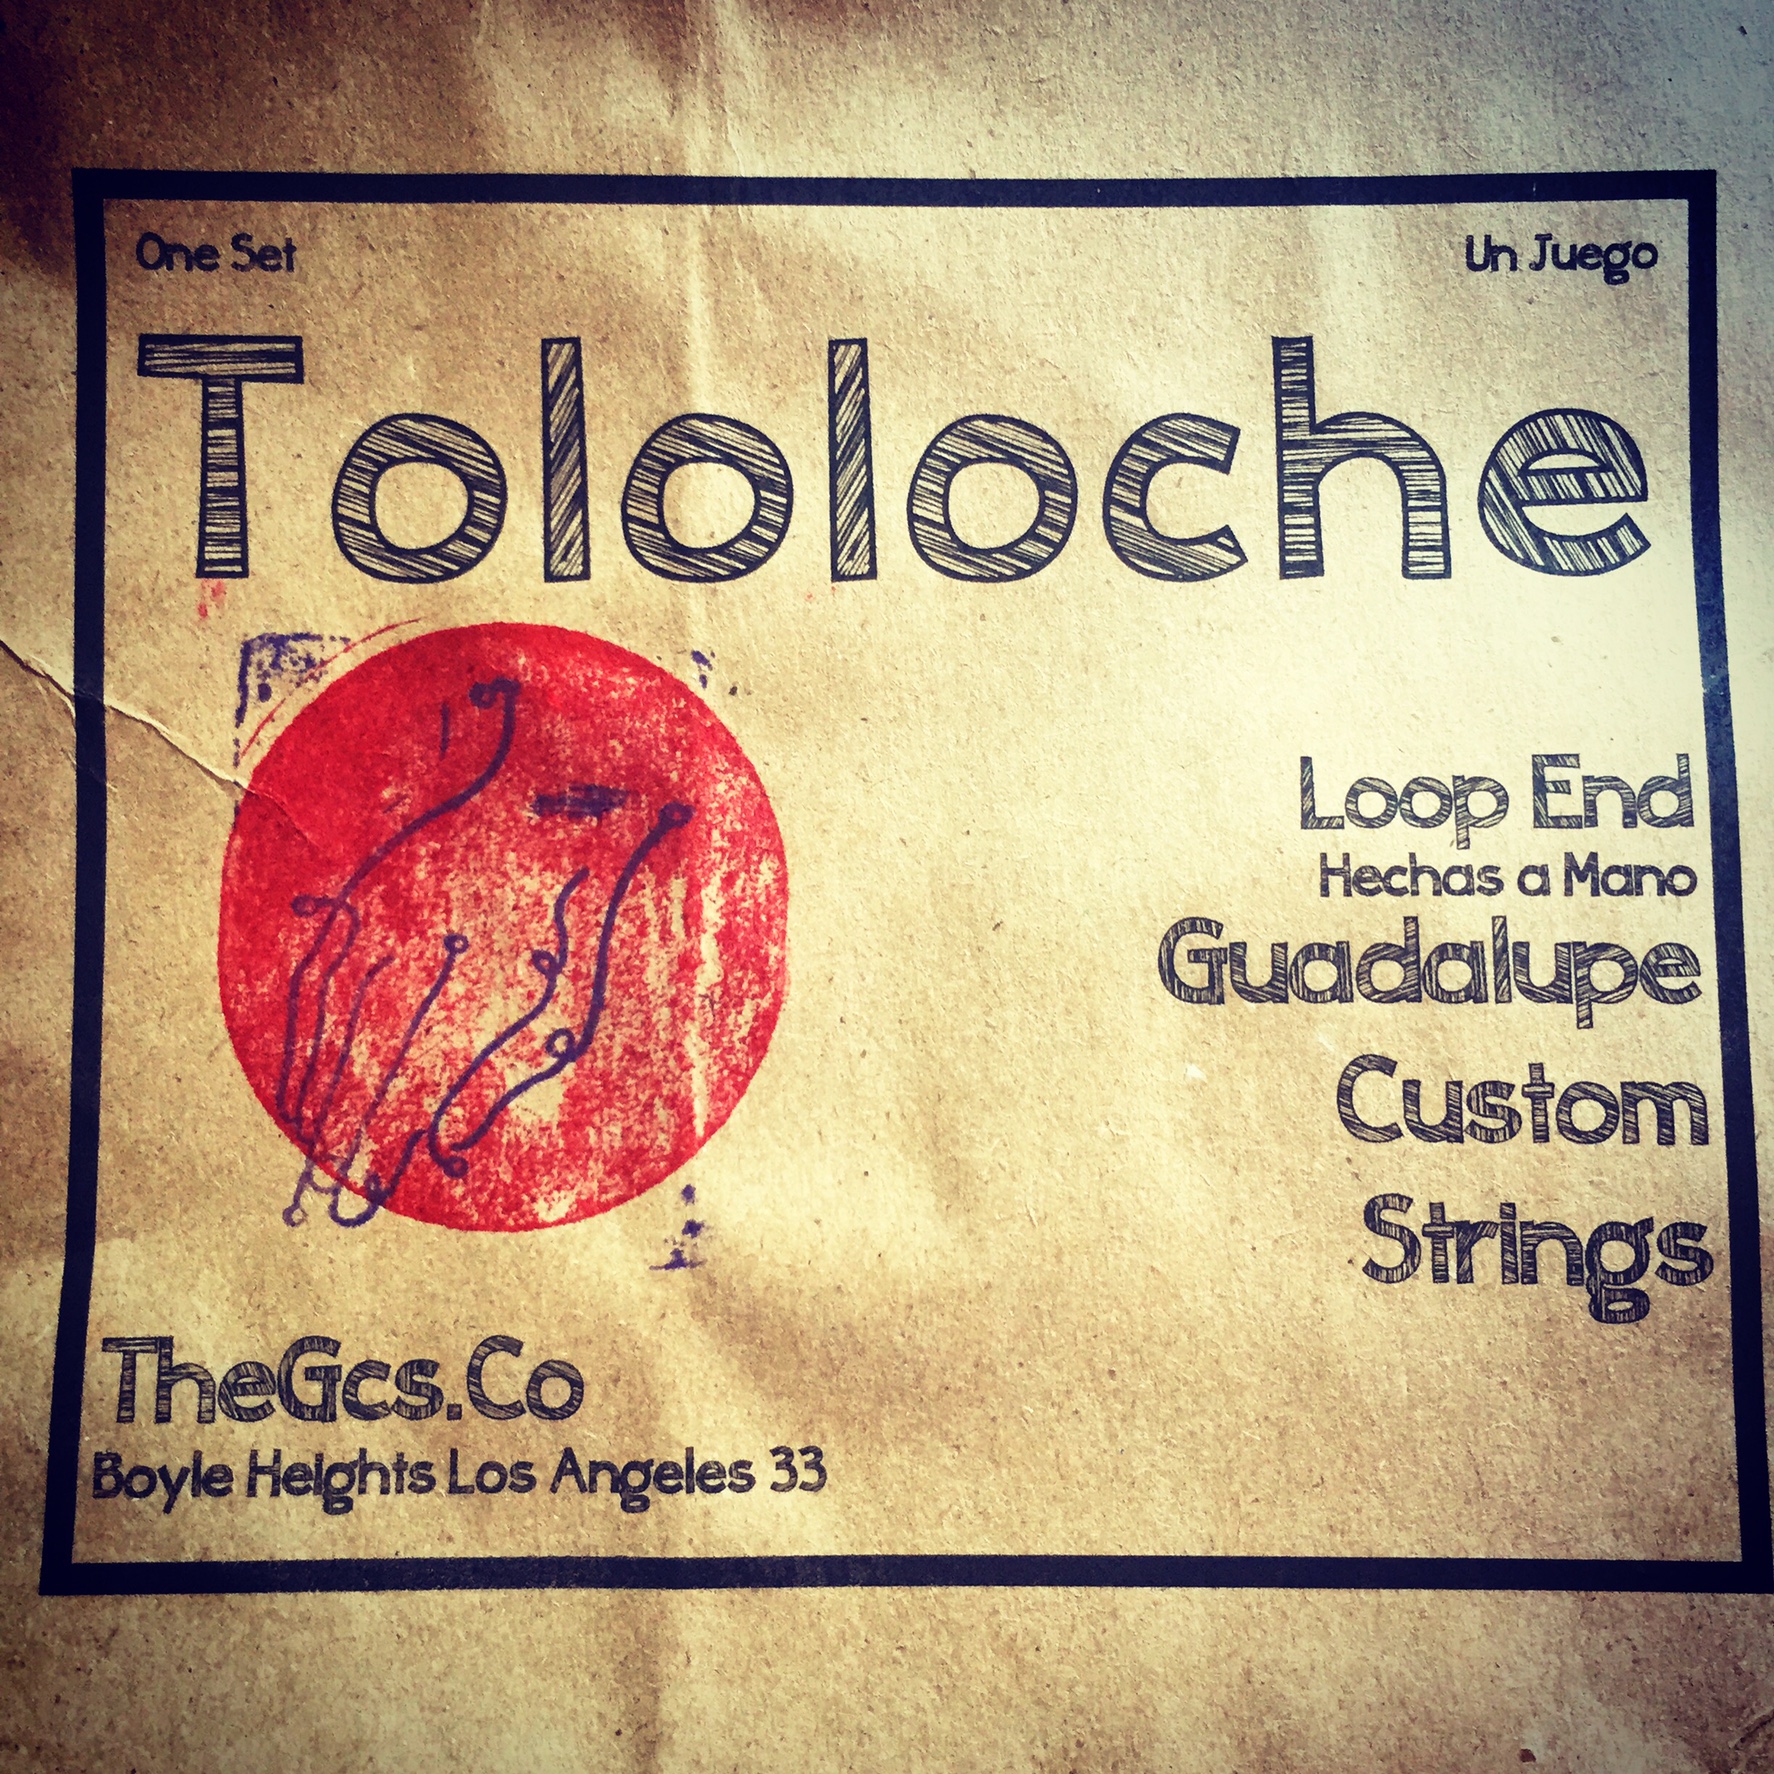 One Set
Un Juego
Tololoche
Loop End
Hechas a Mano
Guadalupe
Custom
Strings
TheGcs.Co
Boyle Heights Los Angeles 33